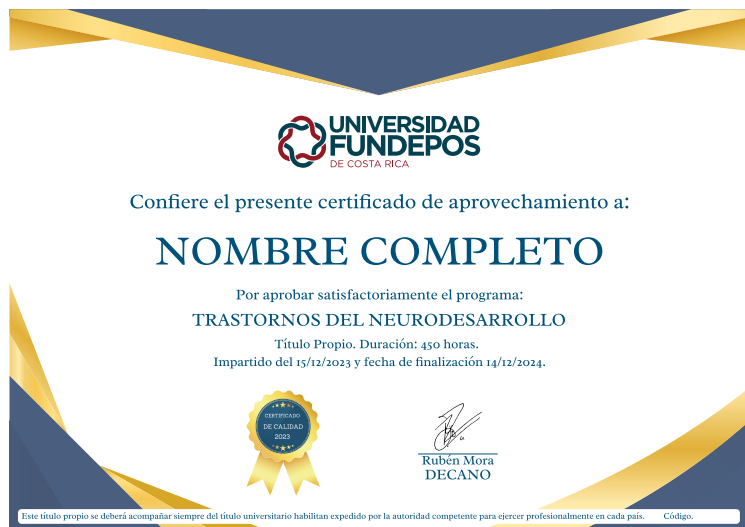 UNIVERSIDAD
FUNDEPOS
DE COSTA RICA
Confiere el presente certificado de aprovechamiento a:
NOMBRE COMPLETO
Por aprobar satisfactoriamente el programa:
TRASTORNOS DEL NEURODESARROLLO
Título Propio. Duración: 450 horas.
Impartido del 15/12/2023 y fecha de finalización 14/12/2024.
CERTIFICADO
DE CALIDAD
2023
Rubén Mora
DECANO
Este título propio se deberá acompañar siempre del título universitario habilitan expedido por la autoridad competente para ejercer profesionalmente en cada país. Código.